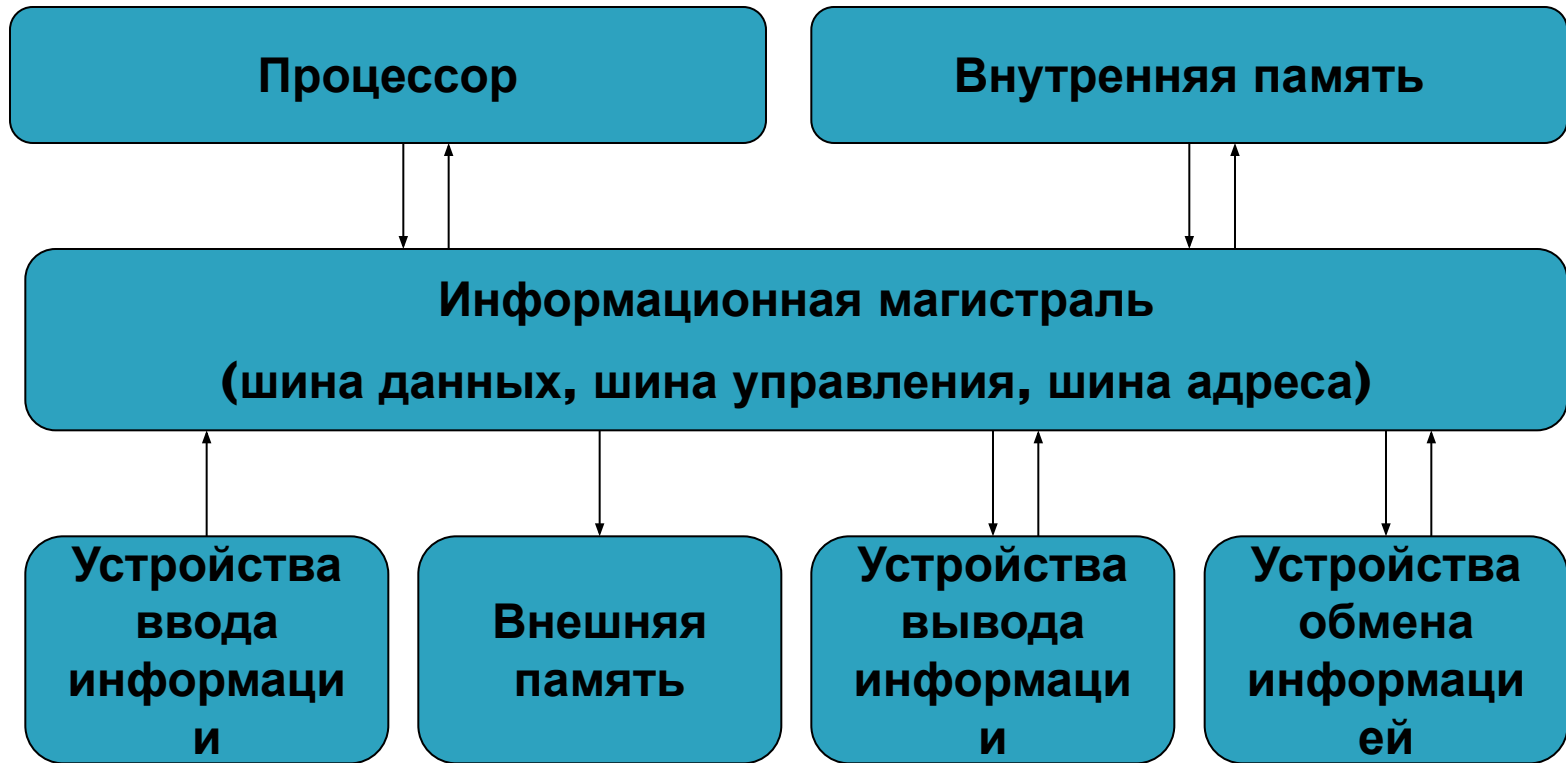 Процессор
Внутренняя память
Информационная магистраль
(шина данных, шина управления, шина адреса)
Устройства
ввода
информаци
и
Внешняя
память
Устройства
вывода
информаци
и
Устройства
обмена
информаци
ей